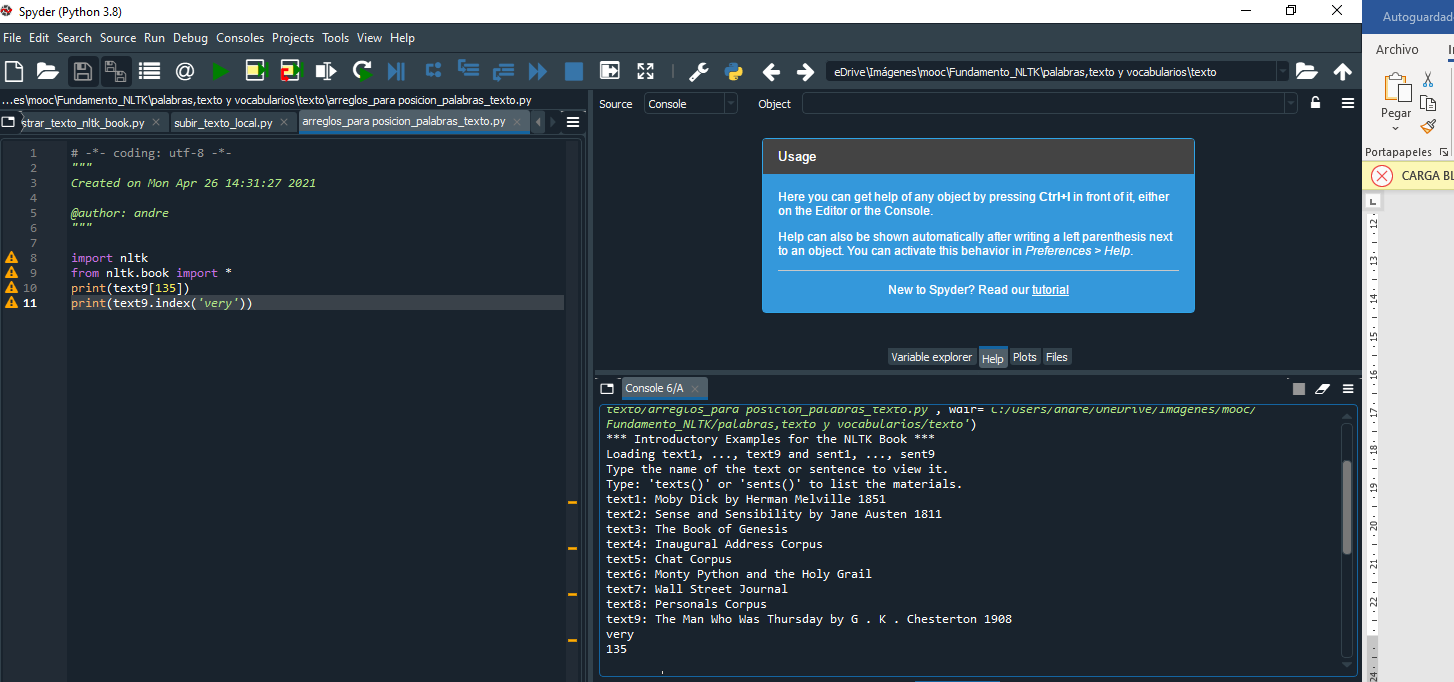 Spyder (Python 3.8)
File Edit Search Source Run Debug Consoles Projects Tools View Help
eDrive\Imágenes\mooc\Fundamento_NLTK\palabras,texto y vocabularios\texto
...es\mooc\Fundamento_NLTK\palabras,texto y vocabularios\texto\arreglos_para posicion_palabras_texto.py
strar_texto_nltk_book.py subir_texto_local.py arreglos_para posicion_palabras_texto.py
1 # -*- coding: utf-8 -*-
2 """
3 Created on Mon Apr 26 14:31:27 2021
4
5 @author: andre
6 """
7
8 import nltk
9 from nltk.book import *
10 print(text9[135])
11 print(text9.index('very'))
Source Console Object
Usage
Here you can get help of any object by pressing Ctrl+I in front of it, either
on the Editor or the Console.
Help can also be shown automatically after writing a left parenthesis next
to an object. You can activate this behavior in Preferences > Help.
New to Spyder? Read our tutorial
Variable explorer Help Plots Files
Console 6/A
texto/arreglos_para posicion_palabras_texto.py', wdir='C:/Users/andre/OneDrive/Imágenes/mooc/
Fundamento_NLTK/palabras,texto y vocabularios/texto')
*** Introductory Examples for the NLTK Book ***
Loading text1, ..., text9 and sent1, ..., sent9
Type the name of the text or sentence to view it.
Type: 'texts()' or 'sents()' to list the materials.
text1: Moby Dick by Herman Melville 1851
text2: Sense and Sensibility by Jane Austen 1811
text3: The Book of Genesis
text4: Inaugural Address Corpus
text5: Chat Corpus
text6: Monty Python and the Holy Grail
text7: Wall Street Journal
text8: Personals Corpus
text9: The Man Who Was Thursday by G . K . Chesterton 1908
very
135
Autoguardad
Archivo
Pegar
Portapapeles
CARGA BL
12
13
14
15
16
17
18
19
20
21
22
24